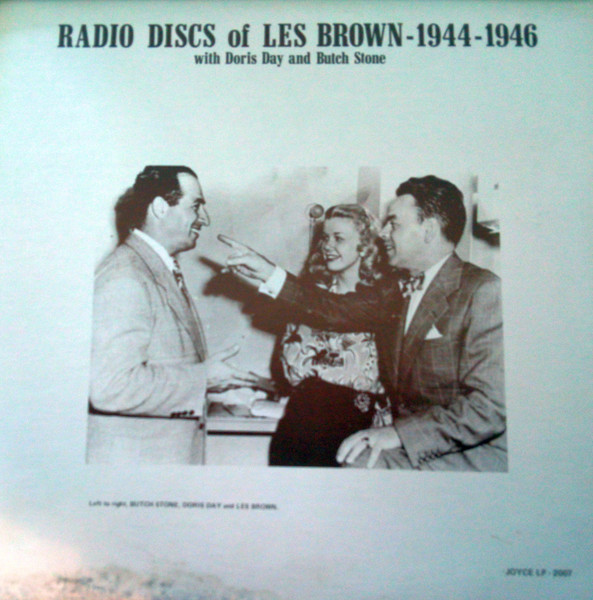 RADIO DISCS of LES BROWN-1944-1946
with Doris Day and Butch Stone
Left to right, BUTCH STONE, DORIS DAY and LES BROWN.
JOYCE LP - 2007